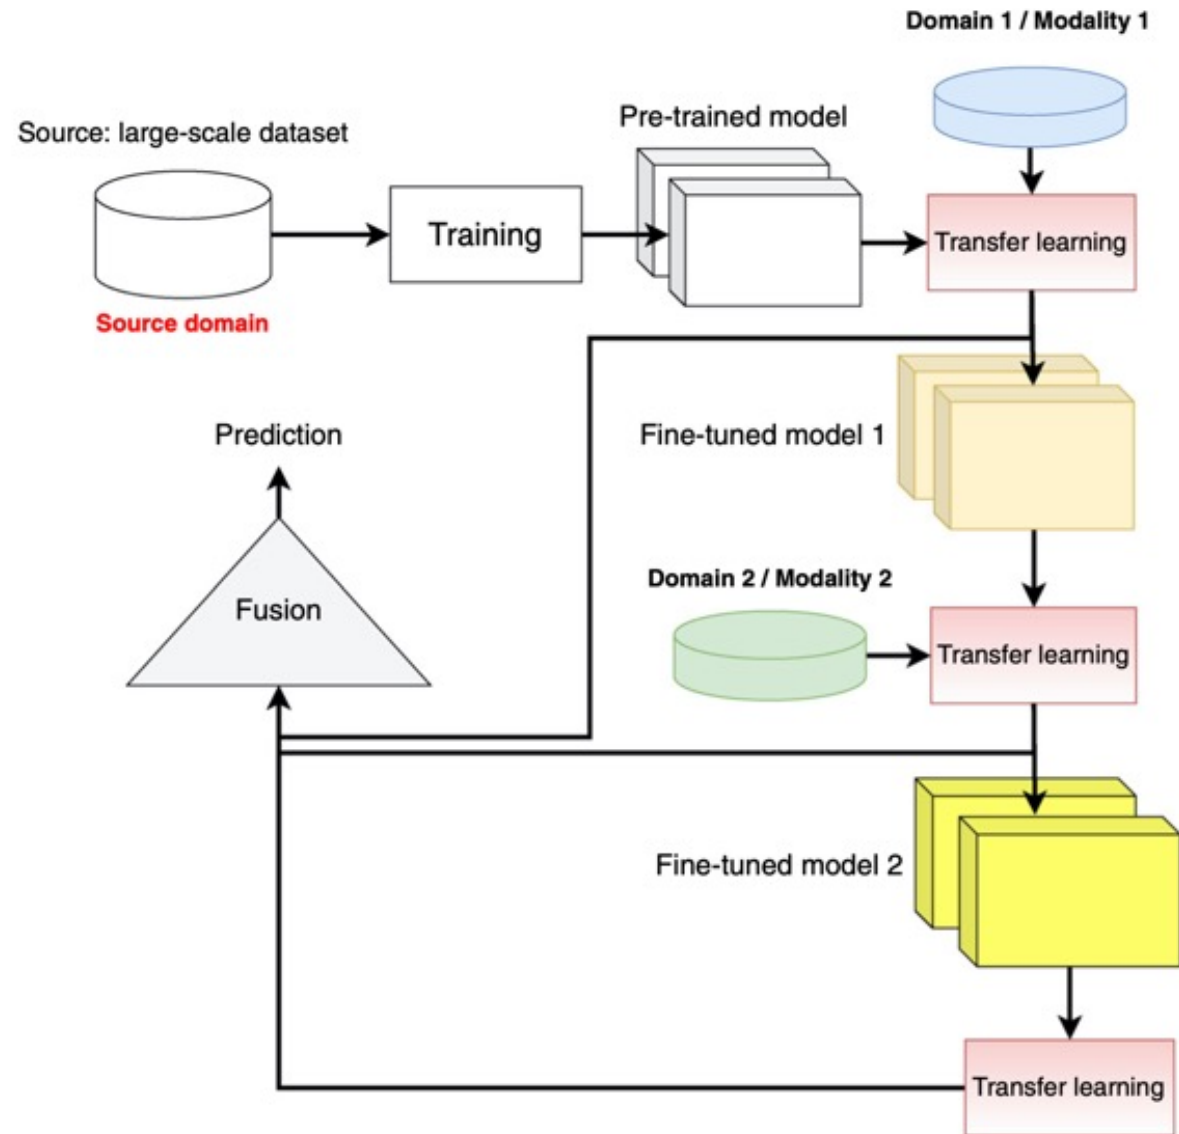 Domain 1 / Modality 1
Source: large-scale dataset
Pre-trained model
Training
Transfer learning
Source domain
Prediction
Fine-tuned model 1
Domain 2 / Modality 2
Fusion
Transfer learning
Fine-tuned model 2
Transfer learning